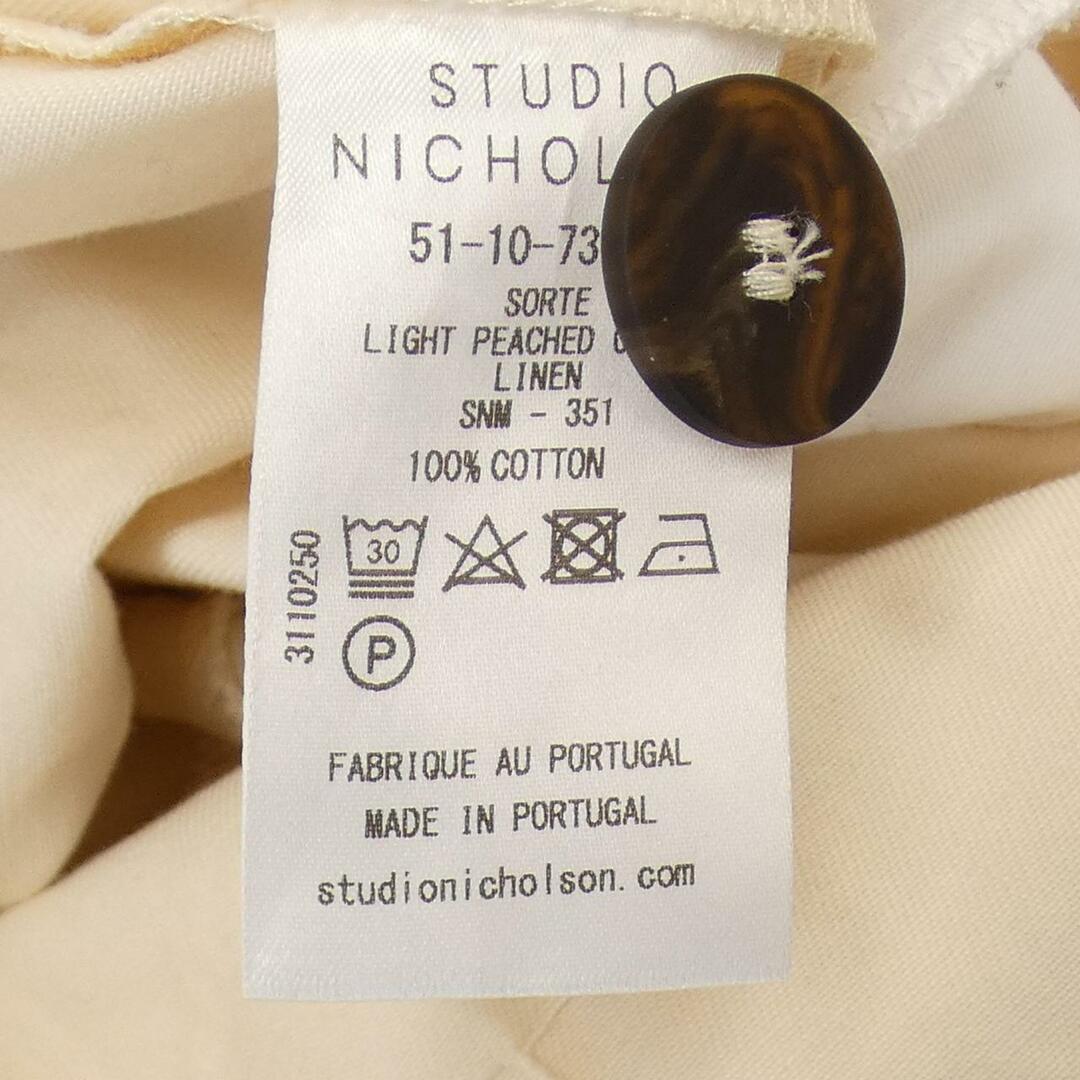 STUDIO
51-10-73
SORTE
LIGHT PEACHED
LINEN
SNM - 351
100% COTTON
30
3110250
P
FABRIQUE AU PORTUGAL
MADE IN PORTUGAL
studionicholson.com